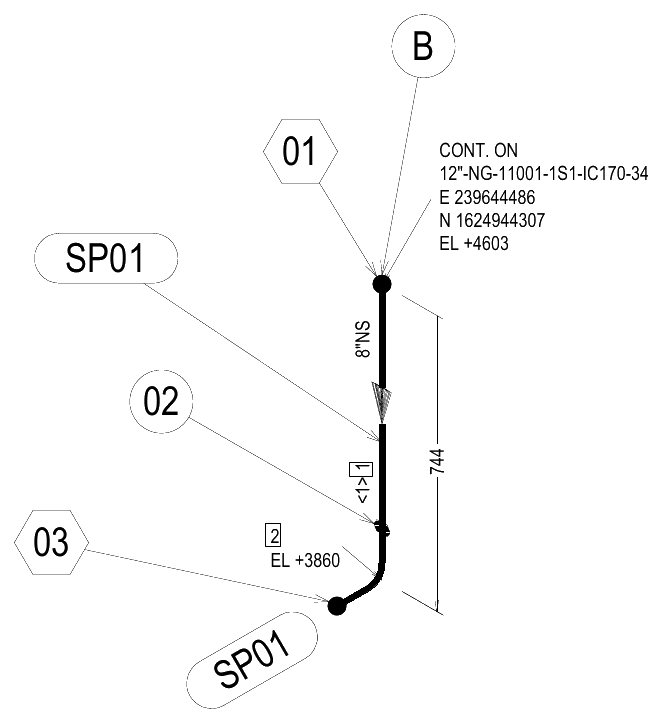 B
01
CONT. ON
12"-NG-11001-1S1-IC170-34
E 239644486
N 1624944307
EL +4603
SP01
8"NS
02
744
<1> 1
2
EL +3860
03
SP01